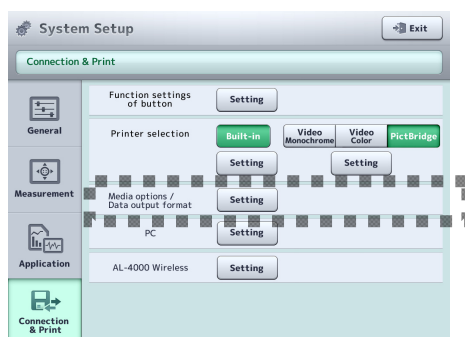 System Setup
Exit
Connection & Print
General
Measurement
Application
Connection
& Print
Function settings
of button
Setting
Printer selection
Built-in
Video
Monochrome
Video
Color
PictBridge
Setting
Setting
Media options /
Data output format
Setting
PC
Setting
AL-4000 Wireless
Setting